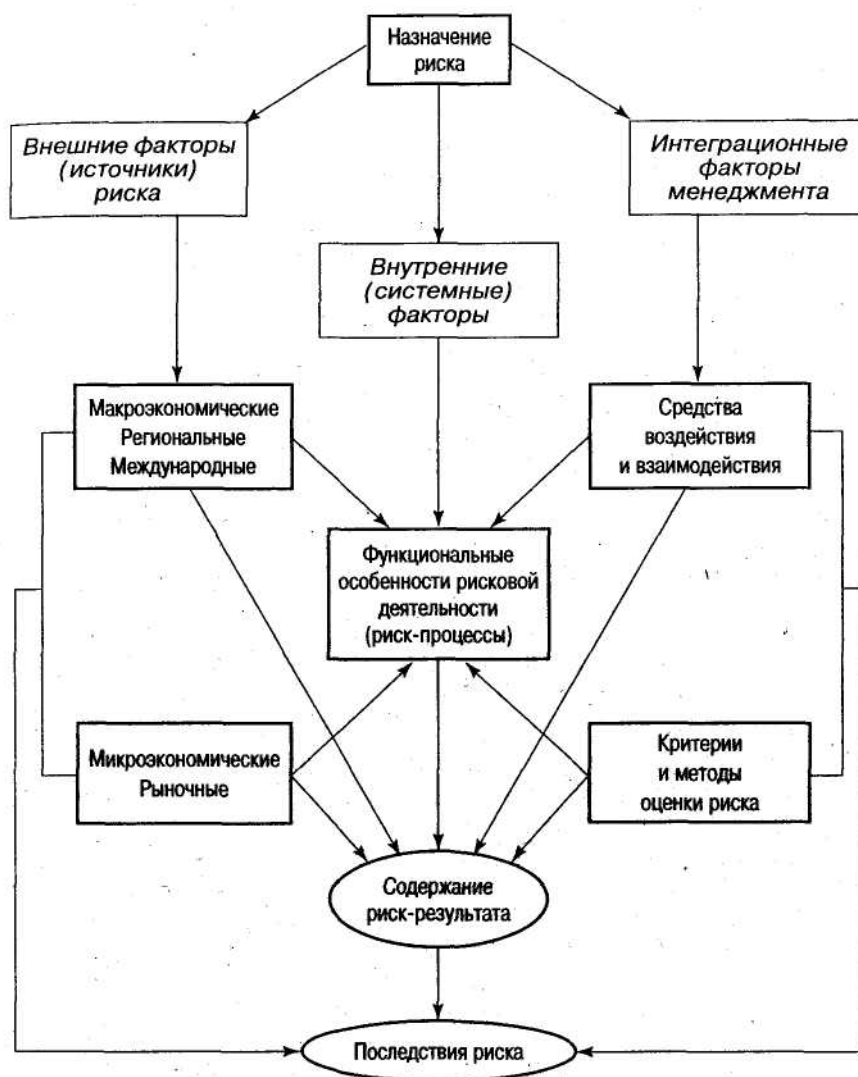 Назначение
риска
Внешние факторы
(источники)
риска
Интеграционные
факторы
менеджмента
Внутренние
(системные)
факторы
Макроэкономические
Региональные
Международные
Средства
воздействия
и взаимодействия
Функциональные
особенности рисковой
деятельности
(риск-процессы)
Микроэкономические
Рыночные
Критерии
и методы
оценки риска
Содержание
риск-результата
Последствия риска